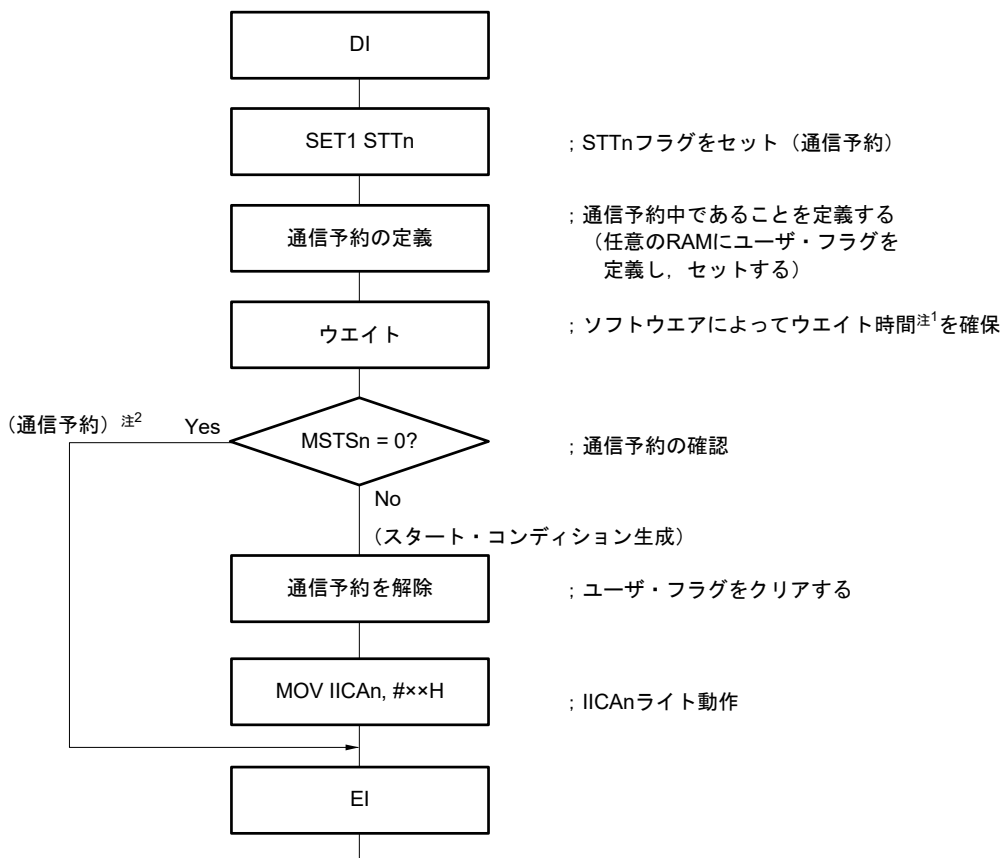 DI
SET1 STTn
；STTnフラグをセット（通信予約）
通信予約の定義
；通信予約中であることを定義する
（任意のRAMにユーザ・フラグを
定義し，セットする）
ウエイト
；ソフトウエアによってウエイト時間注1を確保
（通信予約）注2
Yes
MSTSn = 0?
；通信予約の確認
No
（スタート・コンディション生成）
通信予約を解除
；ユーザ・フラグをクリアする
MOV IICAn, #××H
；IICAnライト動作
EI